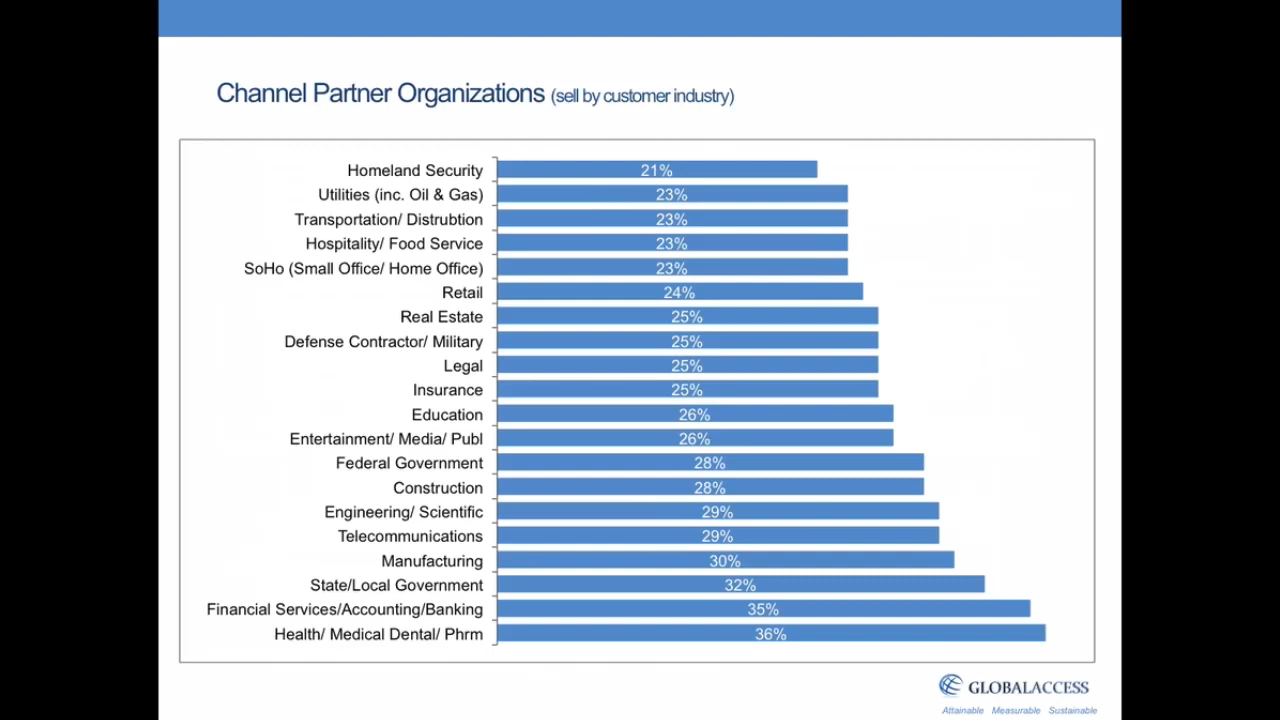 Channel Partner Organizations (sell by customer industry)
Homeland Security 21%
Utilities (inc. Oil & Gas) 23%
Transportation/ Distrubtion 23%
Hospitality/ Food Service 23%
SoHo (Small Office/ Home Office) 23%
Retail 24%
Real Estate 25%
Defense Contractor/ Military 25%
Legal 25%
Insurance 25%
Education 26%
Entertainment/ Media/ Publ 26%
Federal Government 28%
Construction 28%
Engineering/ Scientific 29%
Telecommunications 29%
Manufacturing 30%
State/Local Government 32%
Financial Services/Accounting/Banking 35%
Health/ Medical Dental/ Phrm 36%
GLOBALACCESS
Attainable Measurable Sustainable